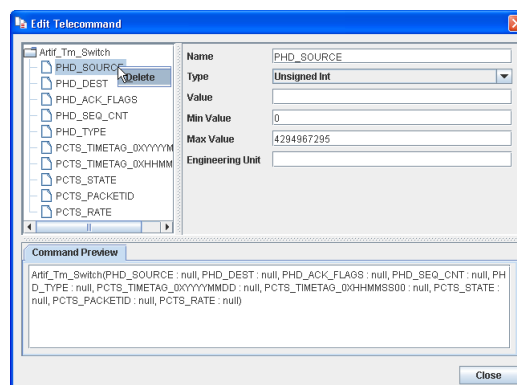 Edit Telecommand
Artif_Tm_Switch
PHD_SOURCE
Delete
PHD_DEST
PHD_ACK_FLAGS
PHD_SEQ_CNT
PHD_TYPE
PCTS_TIMETAG_0XYYYYM
PCTS_TIMETAG_0XHHMM
PCTS_STATE
PCTS_PACKETID
PCTS_RATE
Name PHD_SOURCE
Type Unsigned Int
Value
Min Value 0
Max Value 4294967295
Engineering Unit
Command Preview
Artif_Tm_Switch(PHD_SOURCE : null, PHD_DEST : null, PHD_ACK_FLAGS : null, PHD_SEQ_CNT : null, PH
D_TYPE : null, PCTS_TIMETAG_0XYYYYMMDD : null, PCTS_TIMETAG_0XHHMMSS00 : null, PCTS_STATE :
null, PCTS_PACKETID : null, PCTS_RATE : null)
Close